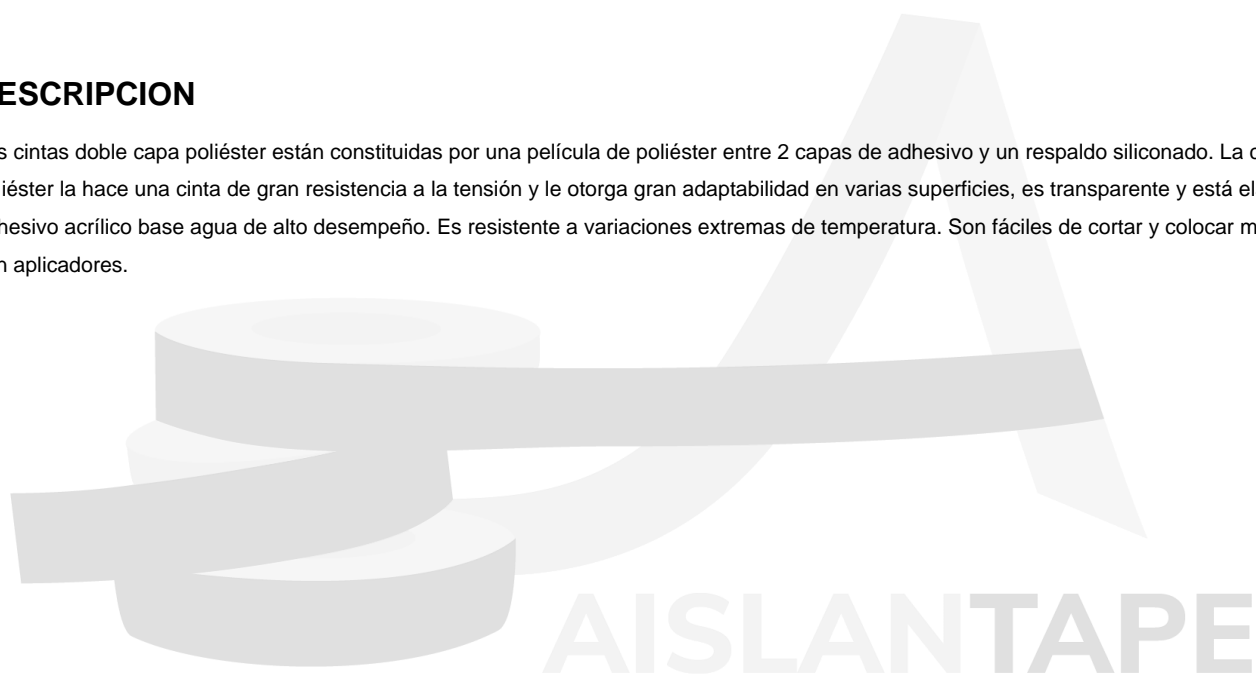 ESCRIPCION
s cintas doble capa poliéster están constituidas por una película de poliéster entre 2 capas de adhesivo y un respaldo siliconado. La
iéster la hace una cinta de gran resistencia a la tensión y le otorga gran adaptabilidad en varias superficies, es transparente y está el
hesivo acrílico base agua de alto desempeño. Es resistente a variaciones extremas de temperatura. Son fáciles de cortar y colocar m
n aplicadores.
AISLANTAPE